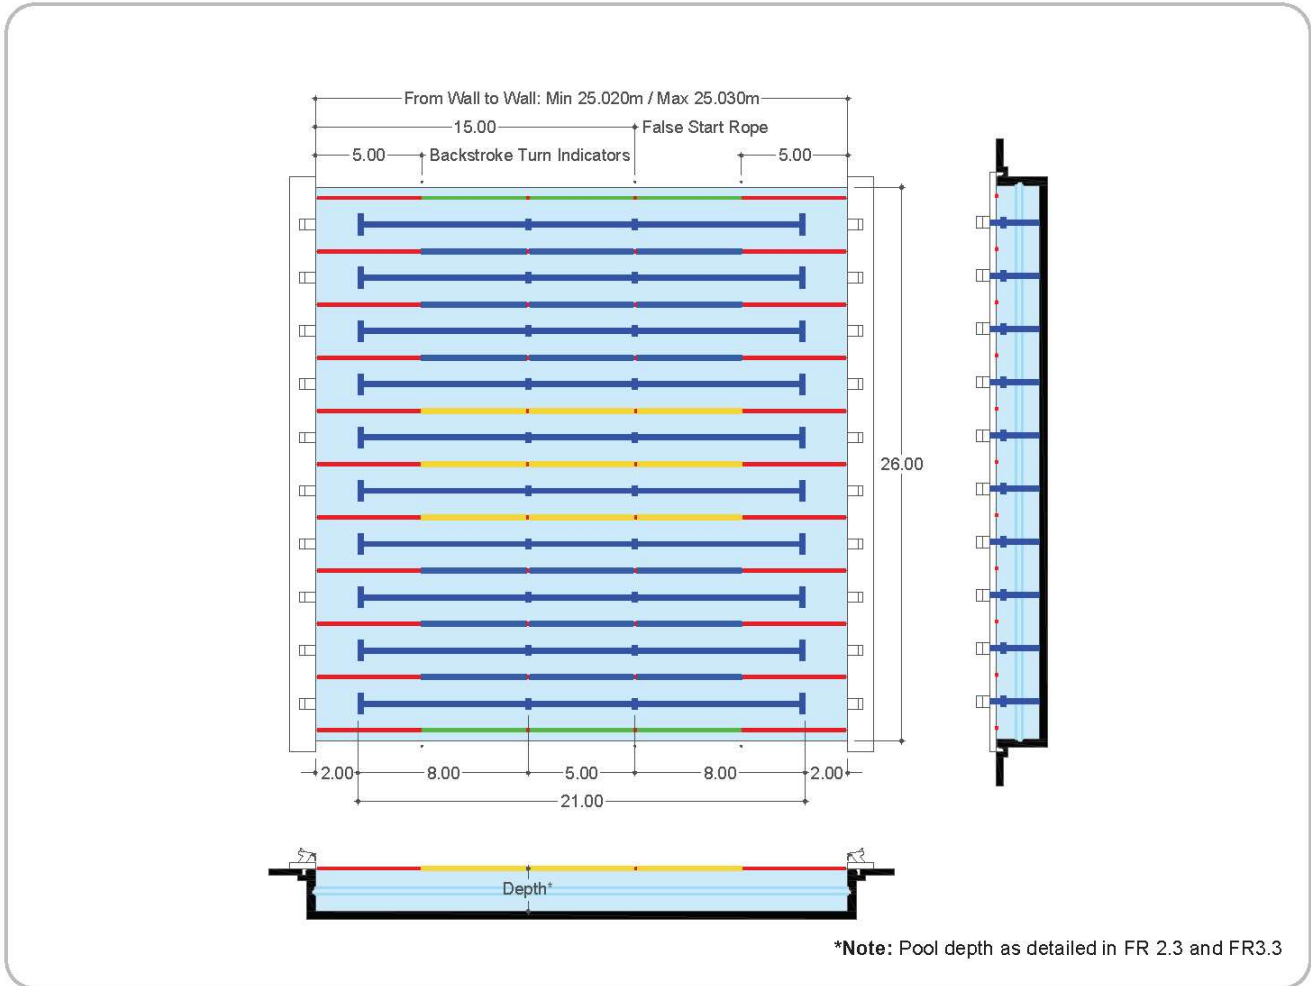 From Wall to Wall: Min 25.020m / Max 25.030m
15.00 False Start Rope
5.00 Backstroke Turn Indicators 5.00
26.00
2.00 8.00 5.00 8.00 2.00
21.00
Depth*
*Note: Pool depth as detailed in FR 2.3 and FR3.3